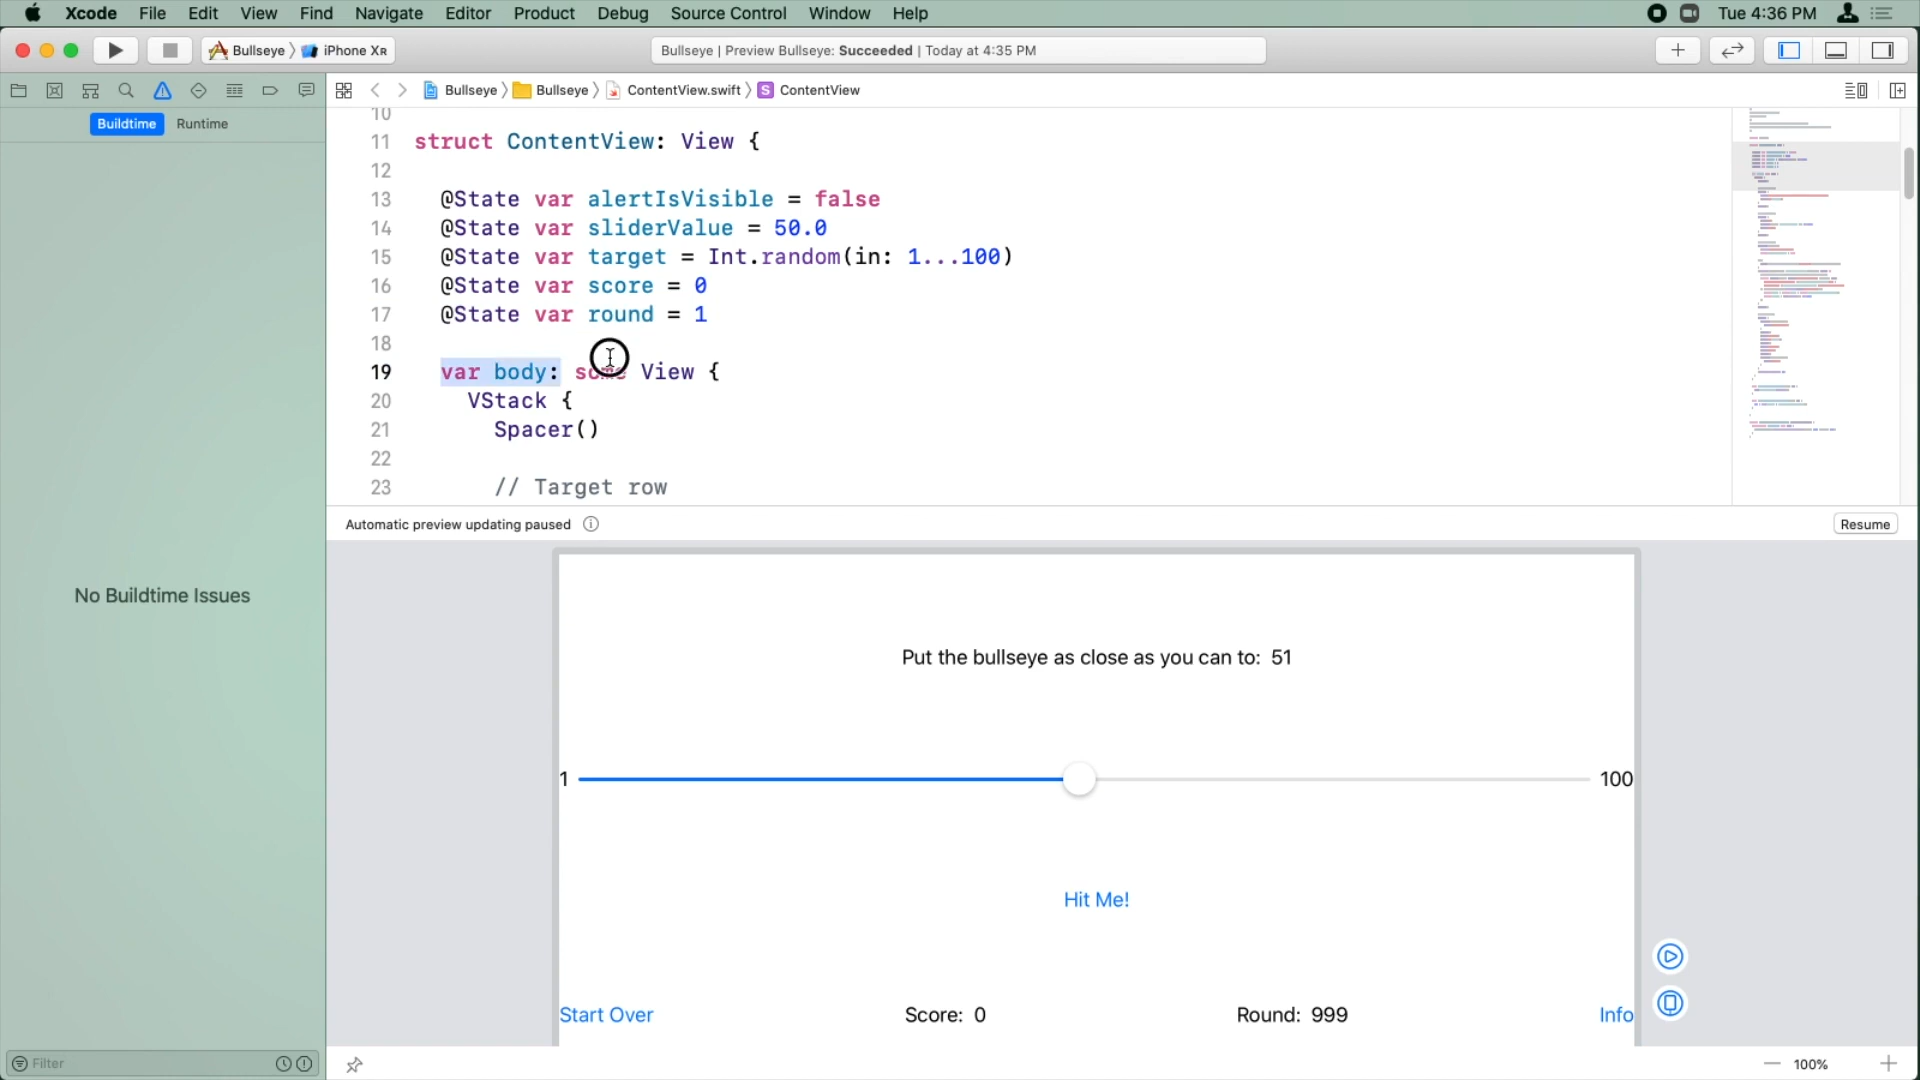 Xcode File Edit View Find Navigate Editor Product Debug Source Control Window Help Tue 4:36 PM
Bullseye iPhone XR Bullseye | Preview Bullseye: Succeeded | Today at 4:35 PM
Bullseye Bullseye ContentView.swift S ContentView
Buildtime Runtime
10
11 struct ContentView: View {
12
13 @State var alertIsVisible = false
14 @State var sliderValue = 50.0
15 @State var target = Int.random(in: 1...100)
16 @State var score = 0
17 @State var round = 1
18
19 var body: some View {
20 VStack {
21 Spacer()
22
23 // Target row
Automatic preview updating paused Resume
No Buildtime Issues
Put the bullseye as close as you can to: 51
1 100
Hit Me!
Start Over Score: 0 Round: 999 Info
Filter 100%